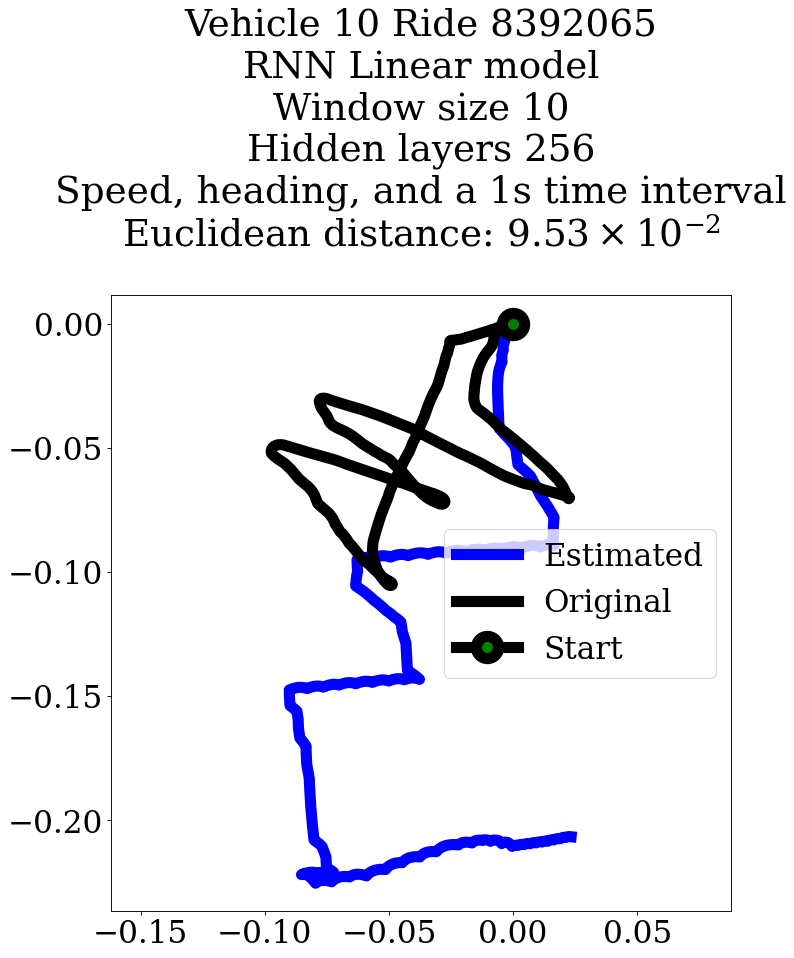 Vehicle 10 Ride 8392065
RNN Linear model
Window size 10
Hidden layers 256
Speed, heading, and a 1s time interval
Euclidean distance: 9.53 × 10⁻²
0.00
−0.05
−0.10
−0.15
−0.20
Estimated
Original
Start
−0.15 −0.10 −0.05 0.00 0.05